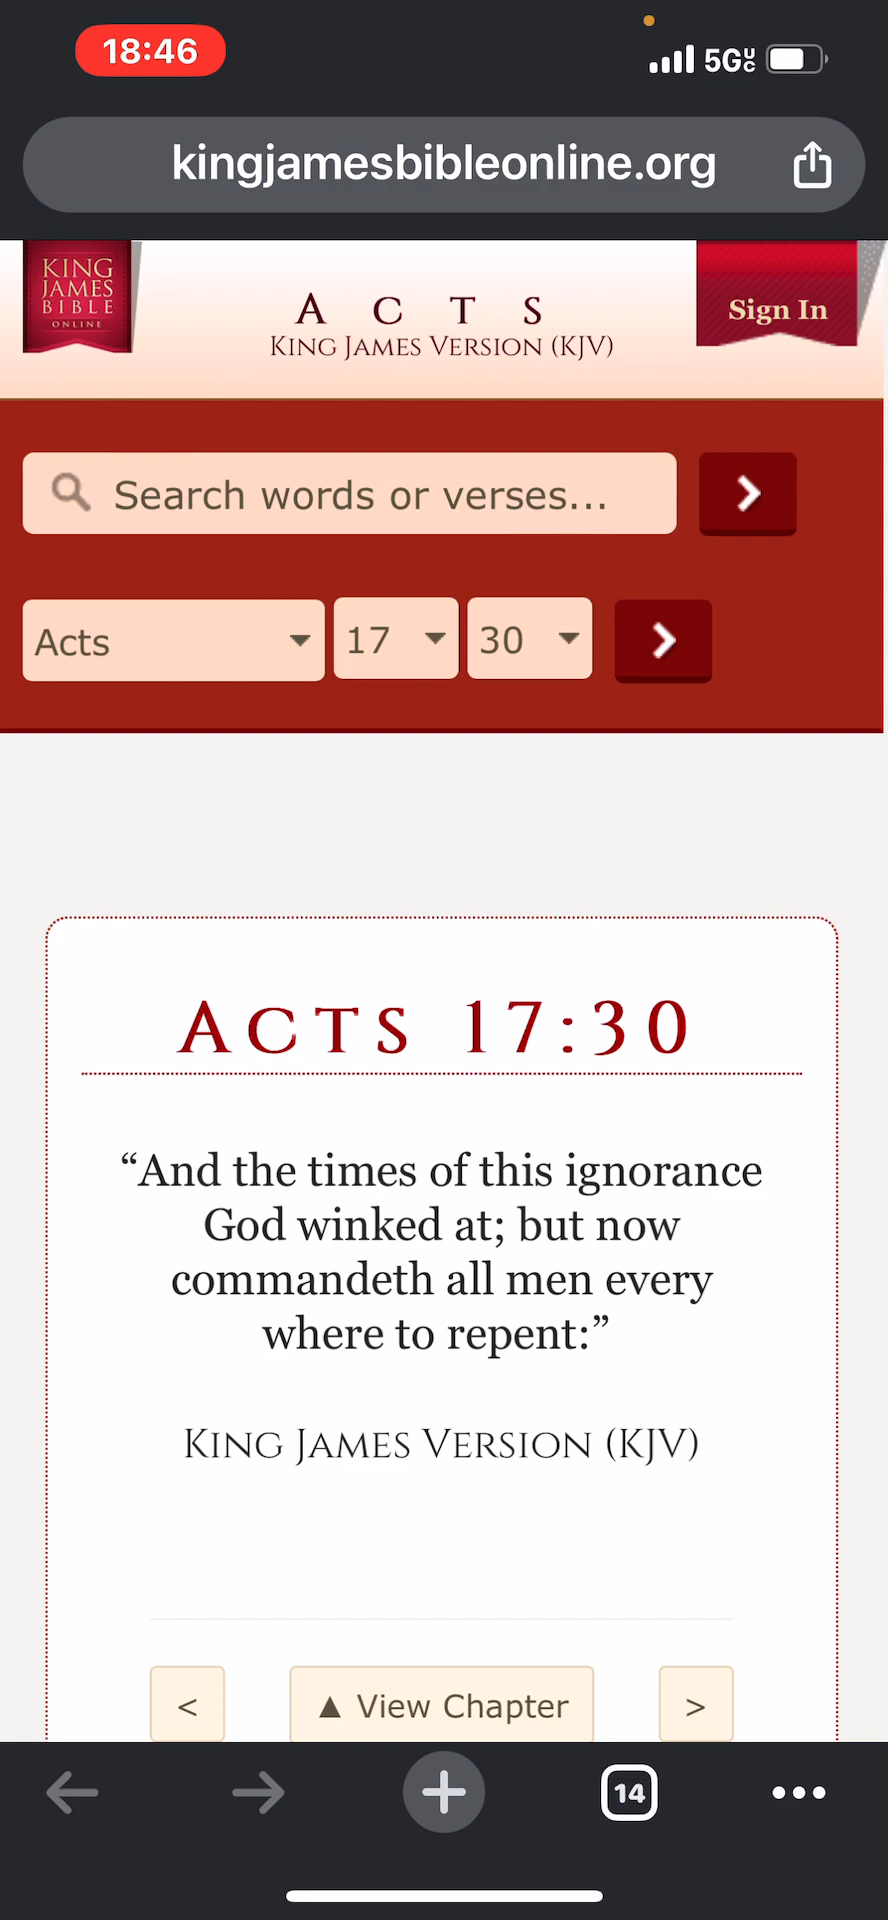 18:46
5GUC
kingjamesbibleonline.org
KING
JAMES
BIBLE
ONLINE
ACTS
KING JAMES VERSION (KJV)
Sign In
Search words or verses...
Acts 17 30
ACTS 17:30
“And the times of this ignorance
God winked at; but now
commandeth all men every
where to repent:”
KING JAMES VERSION (KJV)
< ▲ View Chapter >
14